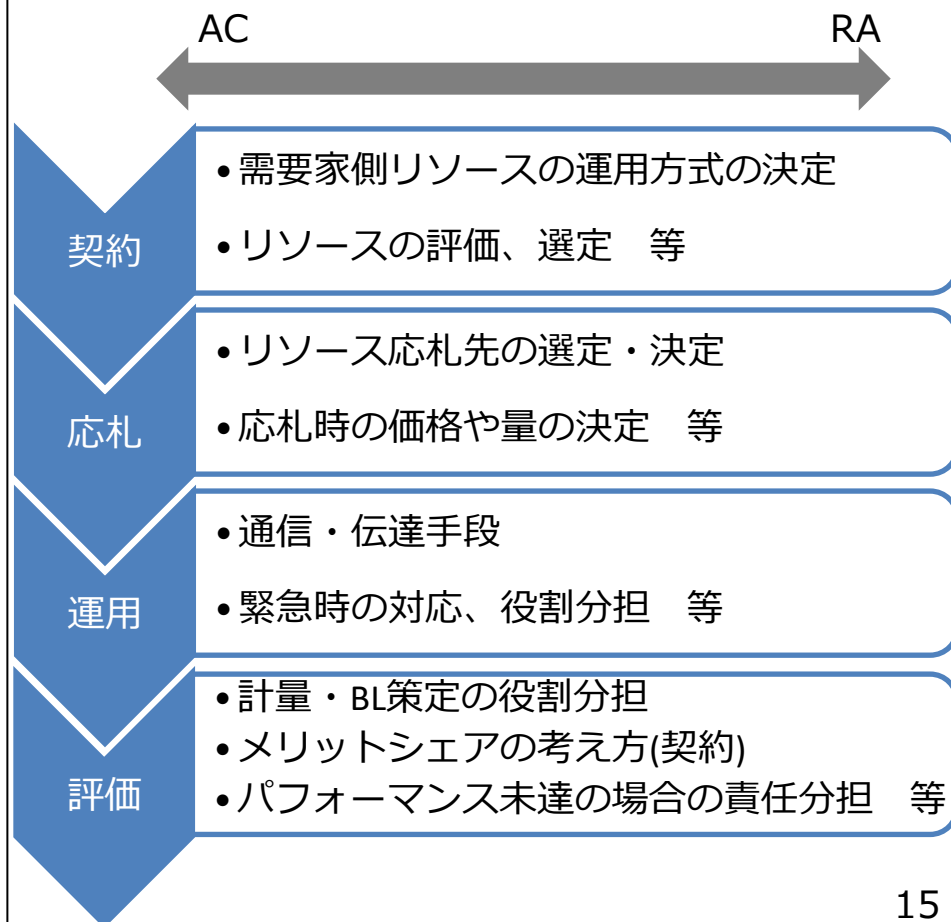 AC RA
契約
•需要家側リソースの運用方式の決定
•リソースの評価、選定　等
応札
•リソース応札先の選定・決定
•応札時の価格や量の決定　等
運用
•通信・伝達手段
•緊急時の対応、役割分担　等
評価
•計量・BL策定の役割分担
•メリットシェアの考え方(契約)
•パフォーマンス未達の場合の責任分担　等
15